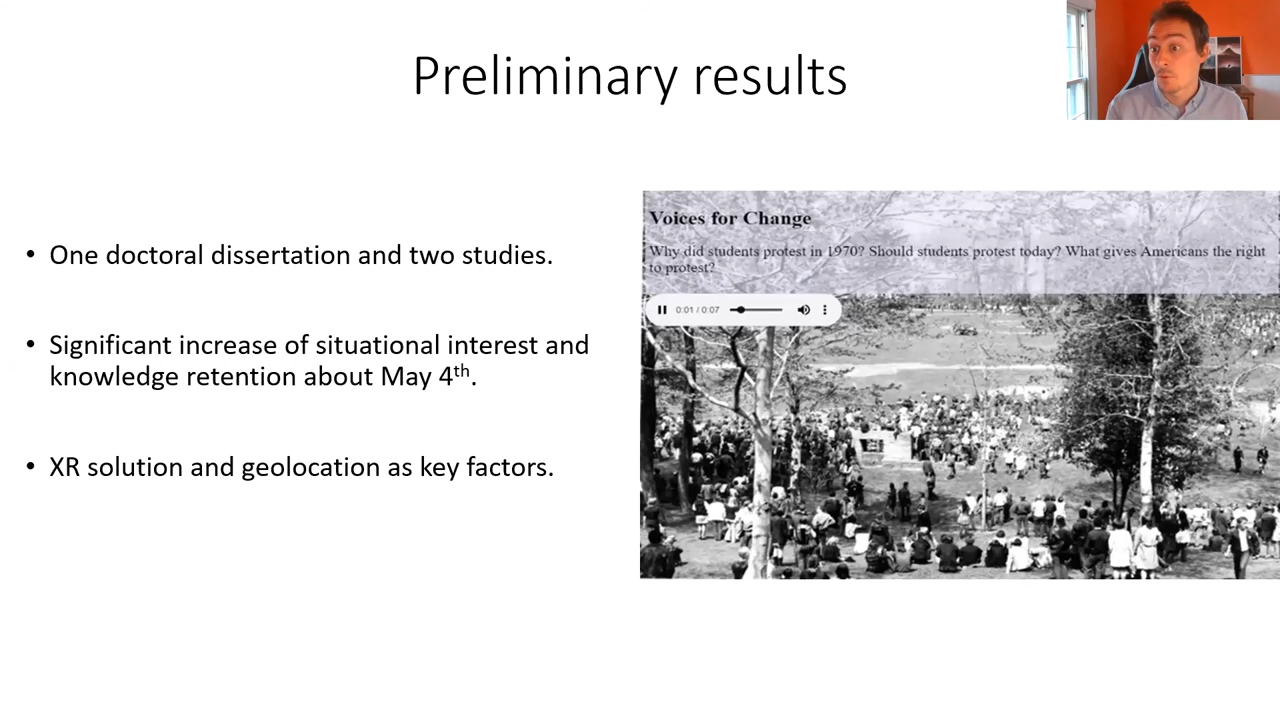 Preliminary results
• One doctoral dissertation and two studies.
• Significant increase of situational interest and
knowledge retention about May 4th.
• XR solution and geolocation as key factors.
Voices for Change
Why did students protest in 1970? Should students protest today? What gives Americans the right
to protest?
0:01 / 0:07